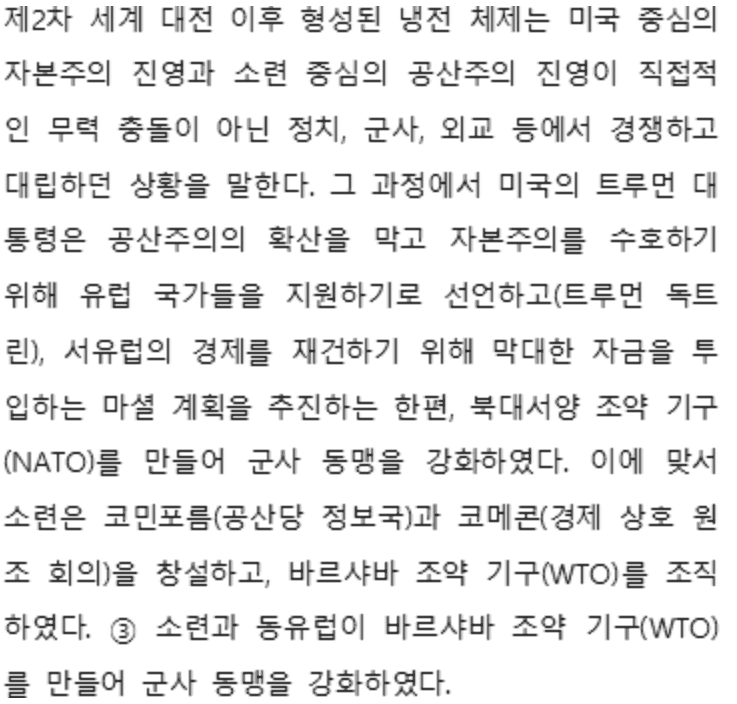 제2차 세계 대전 이후 형성된 냉전 체제는 미국 중심의
자본주의 진영과 소련 중심의 공산주의 진영이 직접적
인 무력 충돌이 아닌 정치, 군사, 외교 등에서 경쟁하고
대립하던 상황을 말한다. 그 과정에서 미국의 트루먼 대
통령은 공산주의의 확산을 막고 자본주의를 수호하기
위해 유럽 국가들을 지원하기로 선언하고(트루먼 독트
린), 서유럽의 경제를 재건하기 위해 막대한 자금을 투
입하는 마셜 계획을 추진하는 한편, 북대서양 조약 기구
(NATO)를 만들어 군사 동맹을 강화하였다. 이에 맞서
소련은 코민포름(공산당 정보국)과 코메콘(경제 상호 원
조 회의)을 창설하고, 바르샤바 조약 기구(WTO)를 조직
하였다. ③ 소련과 동유럽이 바르샤바 조약 기구(WTO)
를 만들어 군사 동맹을 강화하였다.